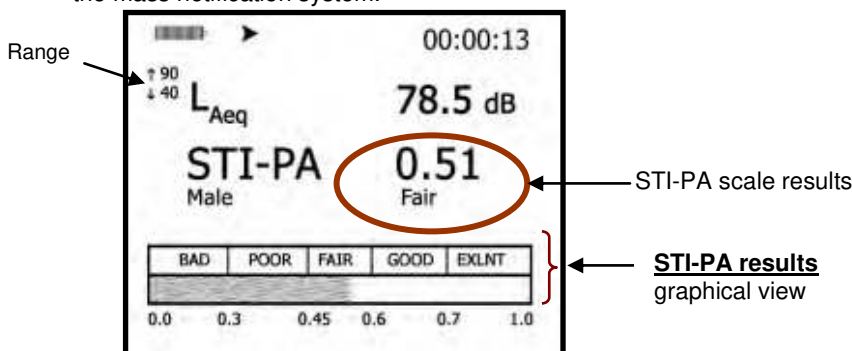 the mass notification system.
00:00:13
Range
↑ 90
↓ 40 LAeq 78.5 dB
STI-PA 0.51
Male Fair
STI-PA scale results
BAD POOR FAIR GOOD EXLNT
STI-PA results
graphical view
0.0 0.3 0.45 0.6 0.7 1.0